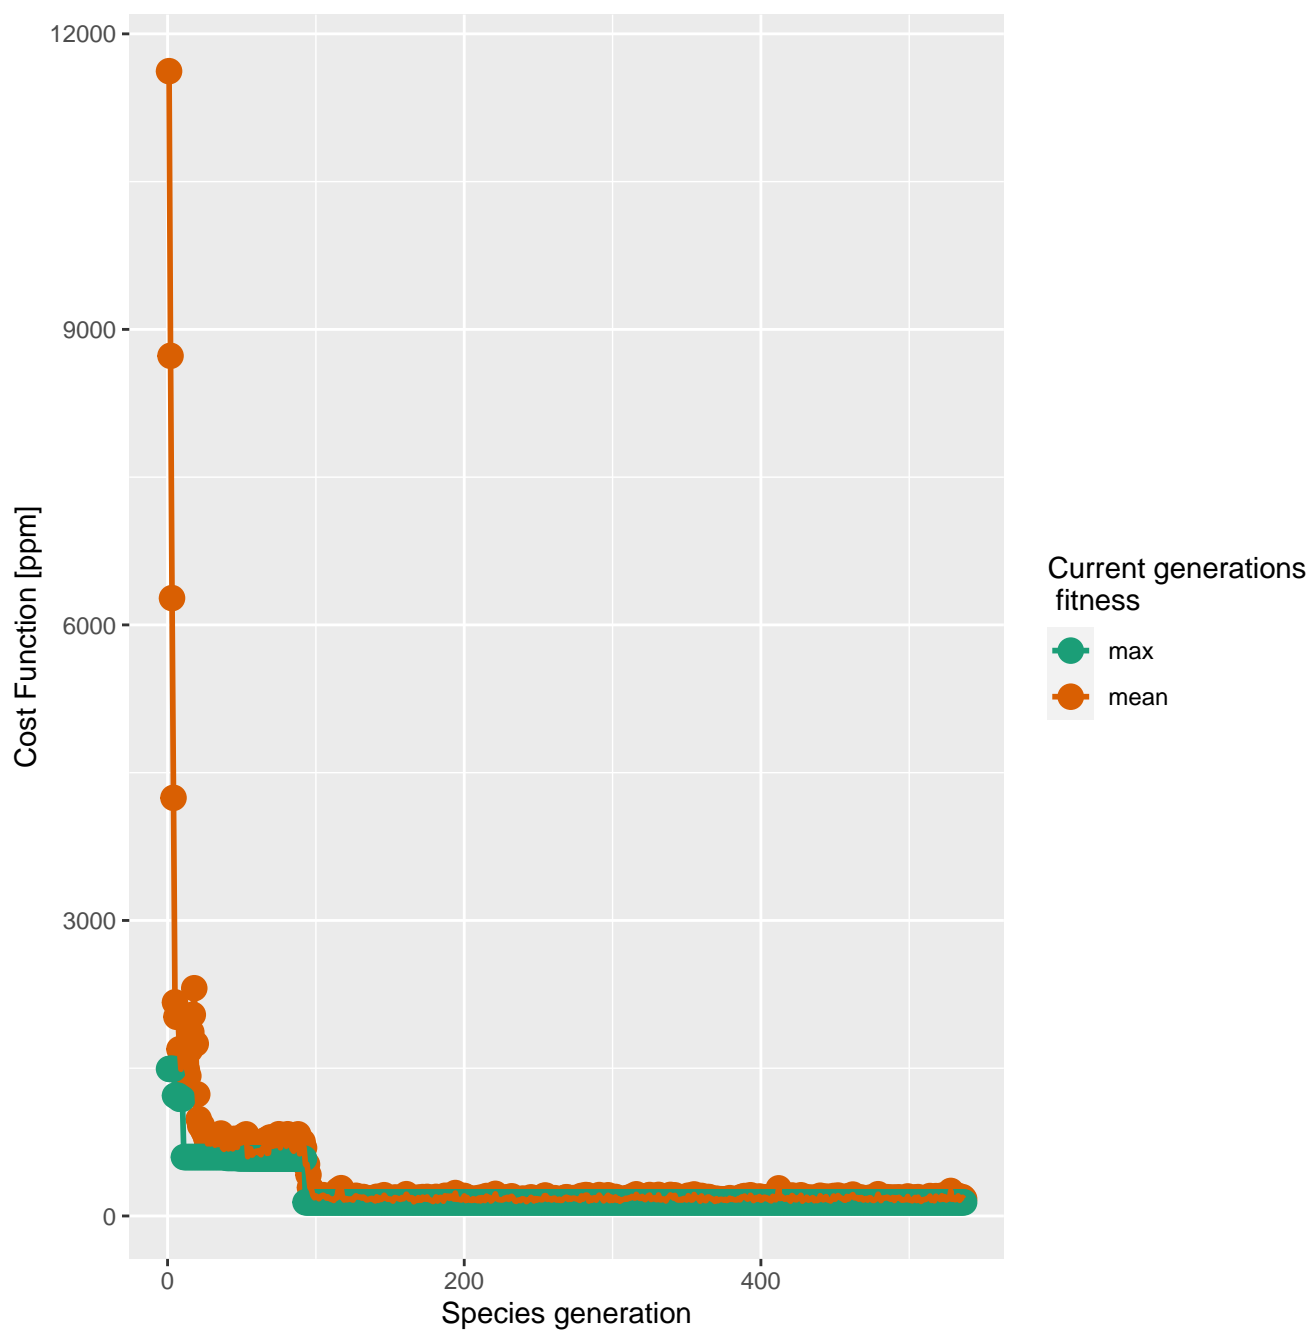 12000
9000
6000
3000
0
0
200
400
Species generation
Cost Function [ppm]
Current generations
fitness
max
mean